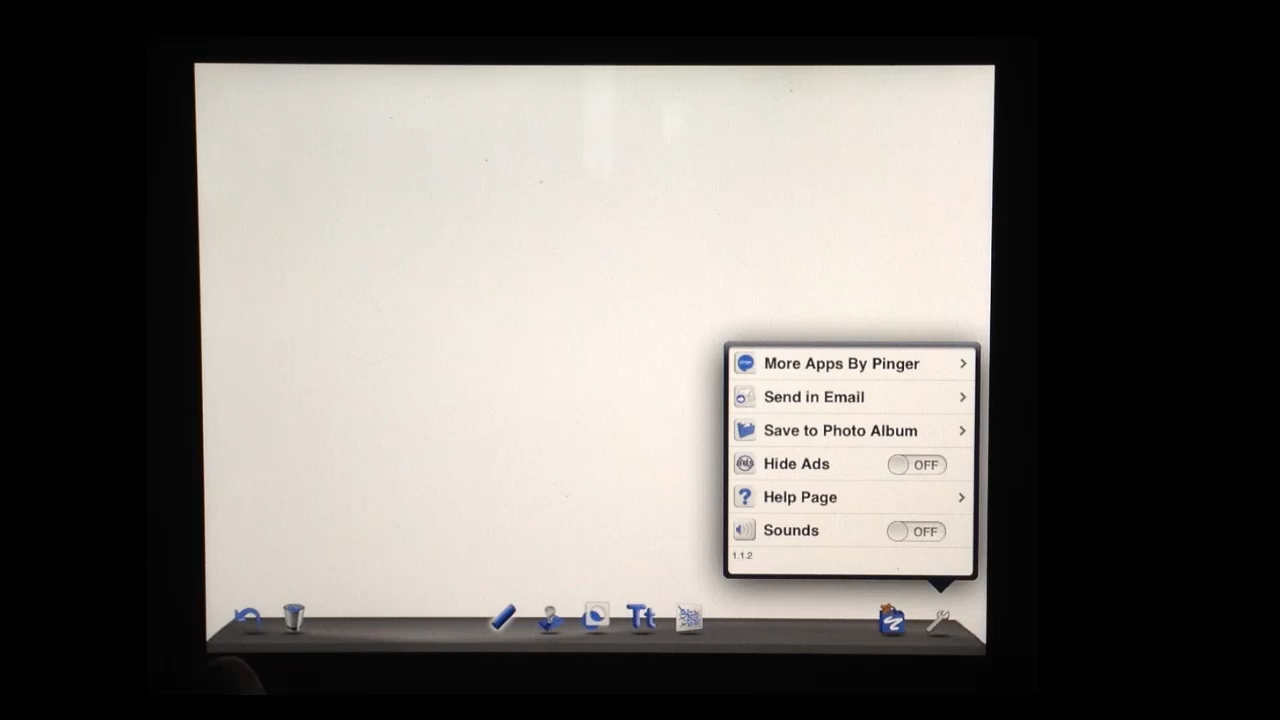 More Apps By Pinger
Send in Email
Save to Photo Album
Hide Ads OFF
Help Page
Sounds OFF
1.1.2
Tt